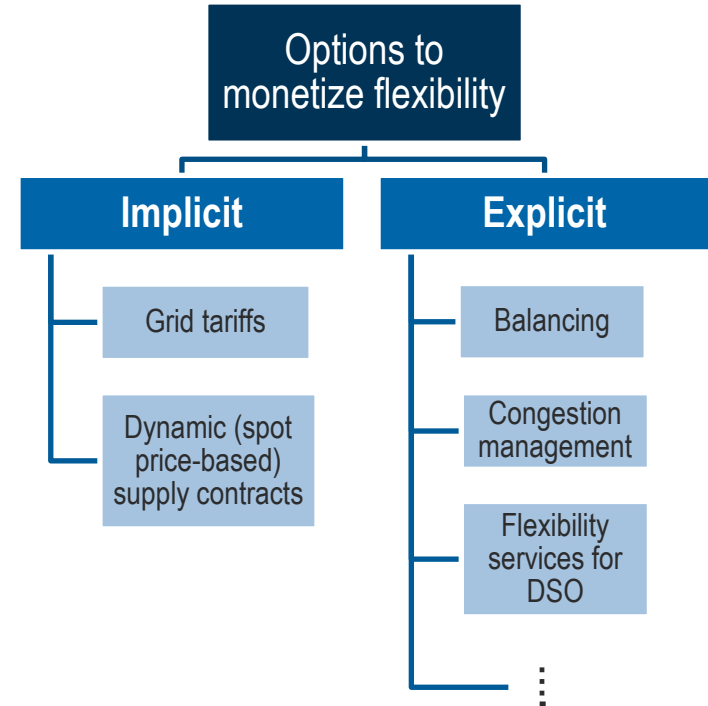 Options to
monetize flexibility
Implicit
Explicit
Grid tariffs
Dynamic (spot
price-based)
supply contracts
Balancing
Congestion
management
Flexibility
services for
DSO